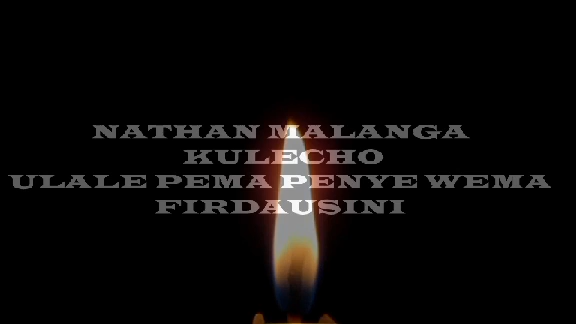 NATHAN MALANGA
KULECHO
ULALE PEMA PENYE WEMA
FIRDAUSINI